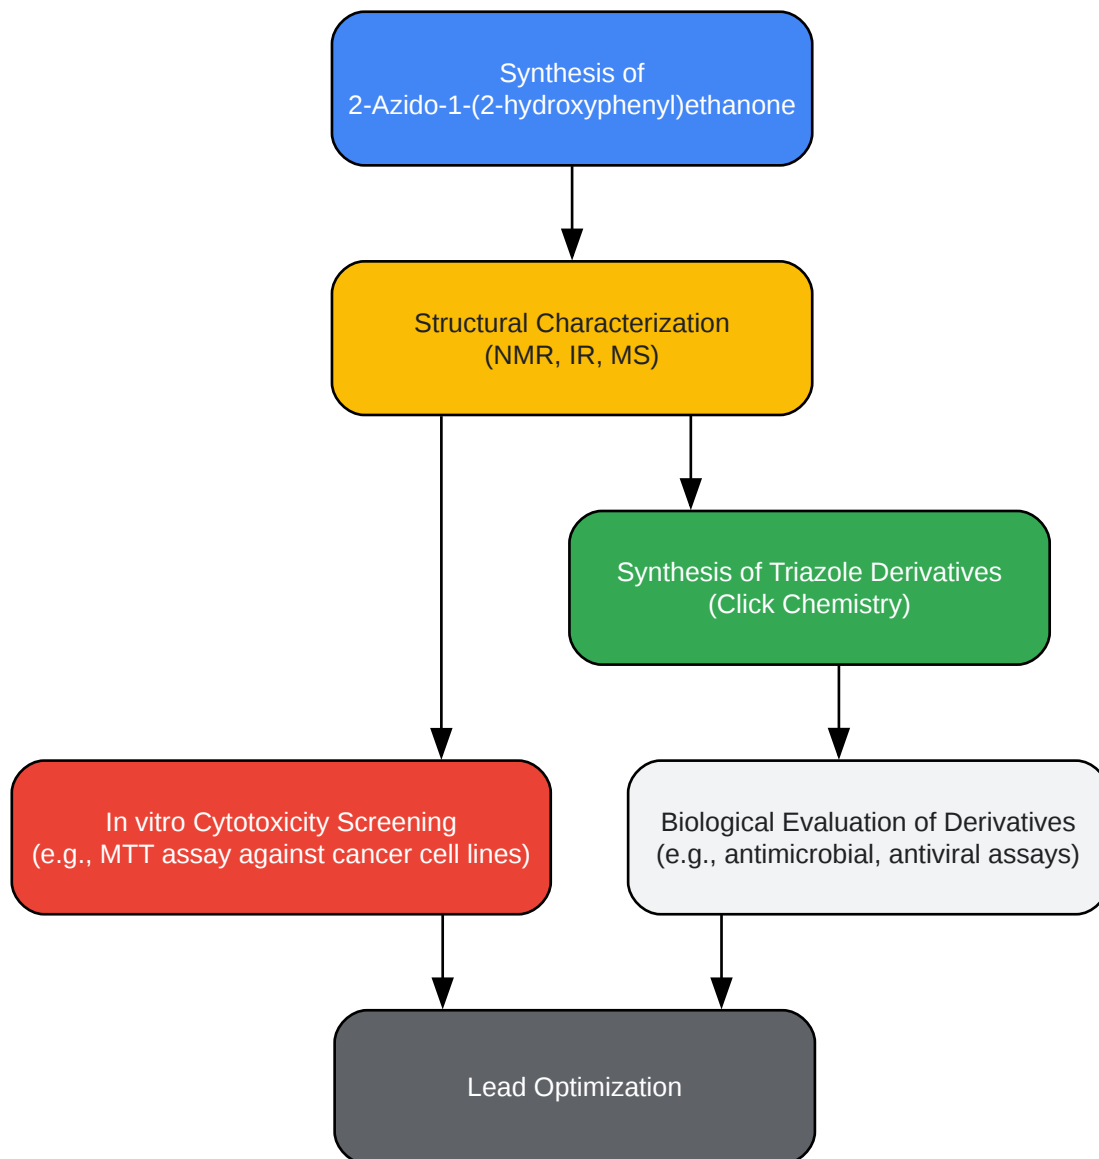 Synthesis of
2-Azido-1-(2-hydroxyphenyl)ethanone
Structural Characterization
(NMR, IR, MS)
Synthesis of Triazole Derivatives
(Click Chemistry)
In vitro Cytotoxicity Screening
(e.g., MTT assay against cancer cell lines)
Biological Evaluation of Derivatives
(e.g., antimicrobial, antiviral assays)
Lead Optimization